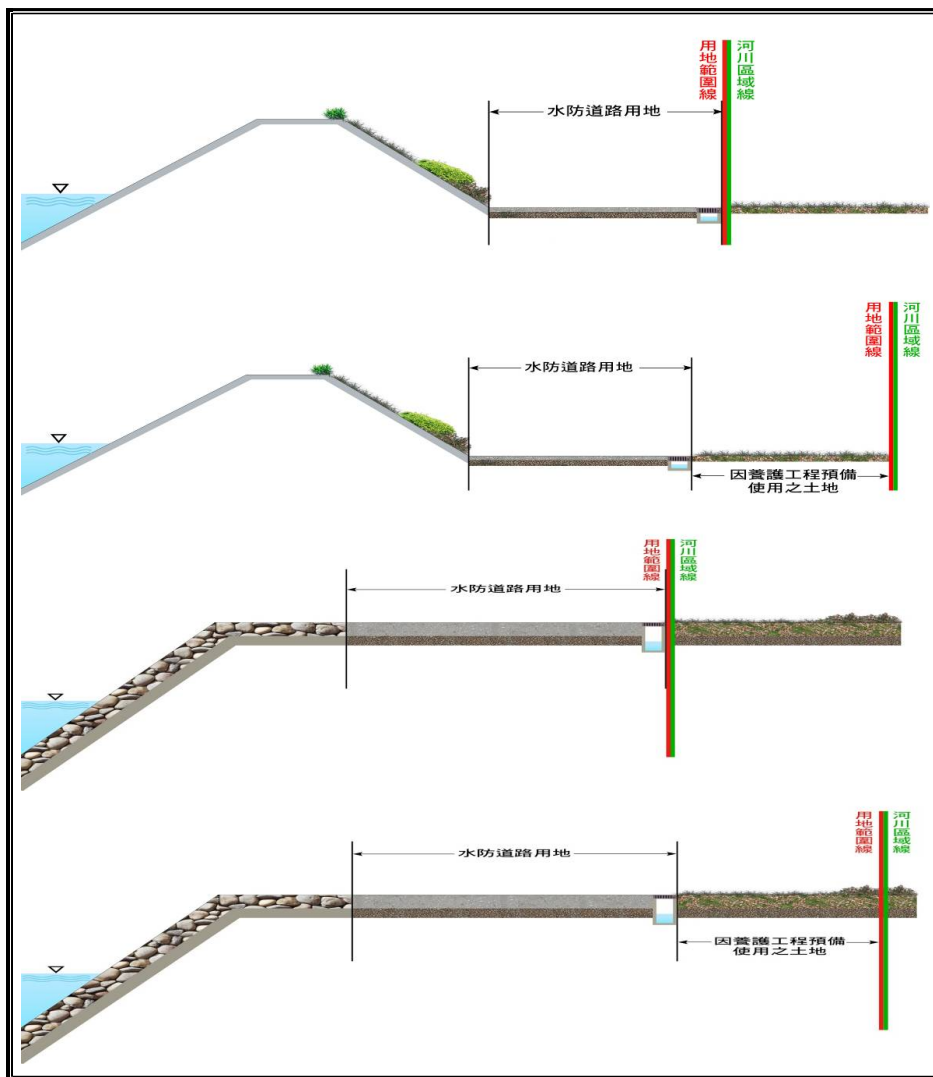 用地範圍線
河川區域線
水防道路用地
用地範圍線
河川區域線
水防道路用地
因養護工程預備
使用之土地
用地範圍線
河川區域線
水防道路用地
用地範圍線
河川區域線
水防道路用地
因養護工程預備
使用之土地